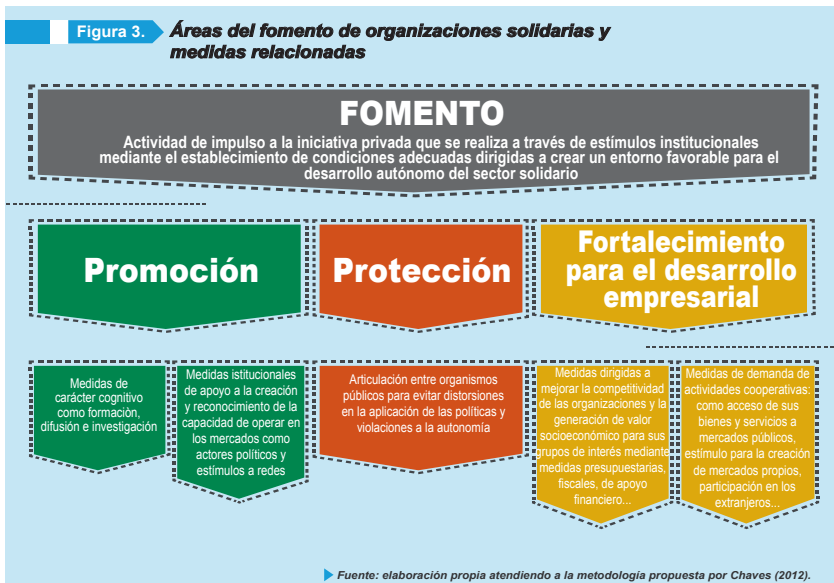 Figura 3.
Áreas del fomento de organizaciones solidarias y
medidas relacionadas
FOMENTO
Actividad de impulso a la iniciativa privada que se realiza a través de estímulos institucionales
mediante el establecimiento de condiciones adecuadas dirigidas a crear un entorno favorable para el
desarrollo autónomo del sector solidario
Promoción
Protección
Fortalecimiento
para el desarrollo
empresarial
Medidas de
carácter cognitivo
como formación,
difusión e investigación
Medidas istitucionales
de apoyo a la creación
y reconocimiento de la
capacidad de operar en
los mercados como
actores políticos y
estímulos a redes
Articulación entre organismos
públicos para evitar distorsiones
en la aplicación de las políticas y
violaciones a la autonomía
Medidas dirigidas a
mejorar la competitividad
de las organizaciones y la
generación de valor
socioeconómico para sus
grupos de interés mediante
medidas presupuestarias,
fiscales, de apoyo
financiero...
Medidas de demanda de
actividades cooperativas:
como acceso de sus
bienes y servicios a
mercados públicos,
estímulo para la creación
de mercados propios,
participación en los
extranjeros...
Fuente: elaboración propia atendiendo a la metodología propuesta por Chaves (2012).